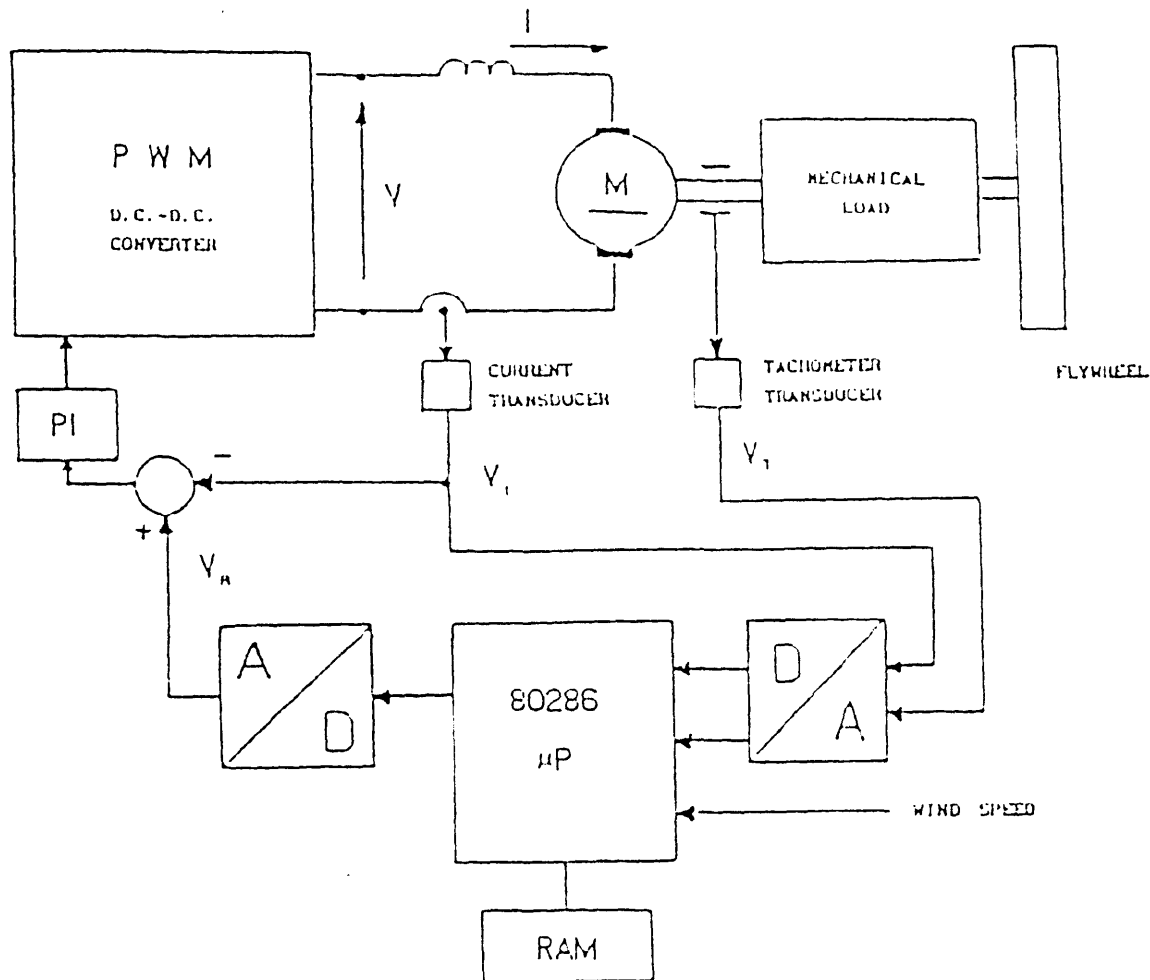 I
P W M
D.C.-D.C.
CONVERTER
V
M
MECHANICAL
LOAD
FLYWHEEL
CURRENT
TRANSDUCER
TACHOMETER
TRANSDUCER
PI
-
+
V
V
V
A
D
80286
µP
D
A
WIND SPEED
RAM